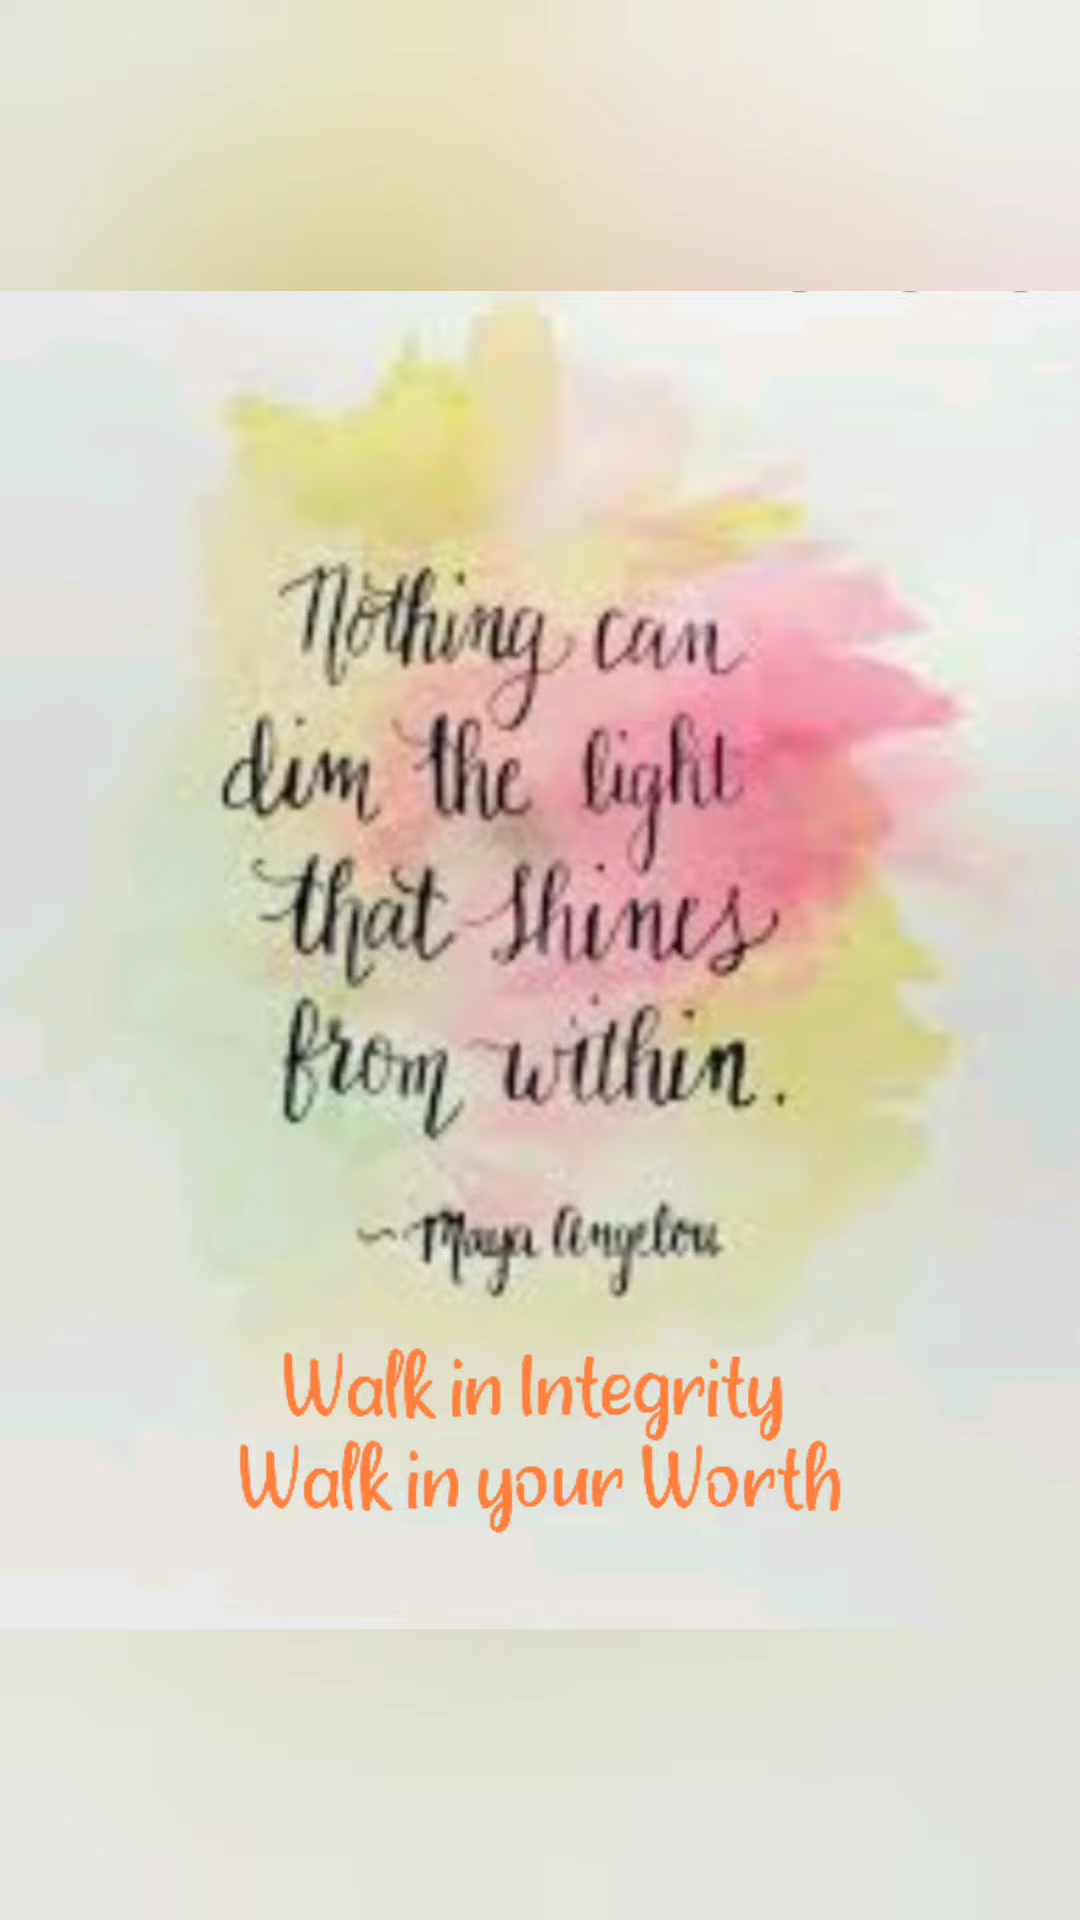 Nothing can
dim the light
that shines
from within.
~Maya Angelou
Walk in Integrity
Walk in your Worth